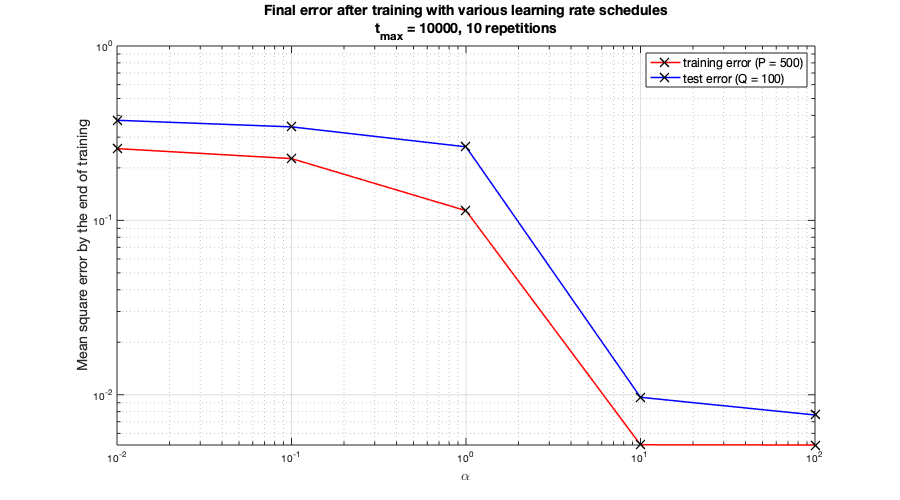 Final error after training with various learning rate schedules
tmax = 10000, 10 repetitions
training error (P = 500)
test error (Q = 100)
Mean square error by the end of training
10^0
10^-1
10^-2
10^-2 10^-1 10^0 10^1 10^2
α